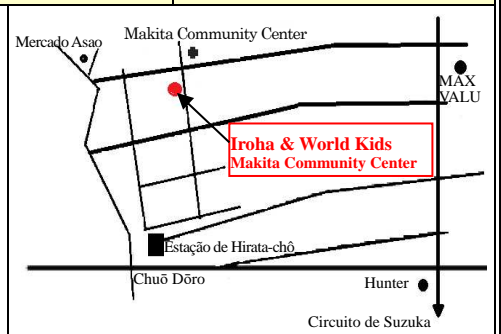 Makita Community Center
Mercado Asao
MAX
VALU
Iroha & World Kids
Makita Community Center
Estação de Hirata-chô
Chuō Dōro
Hunter
Circuito de Suzuka